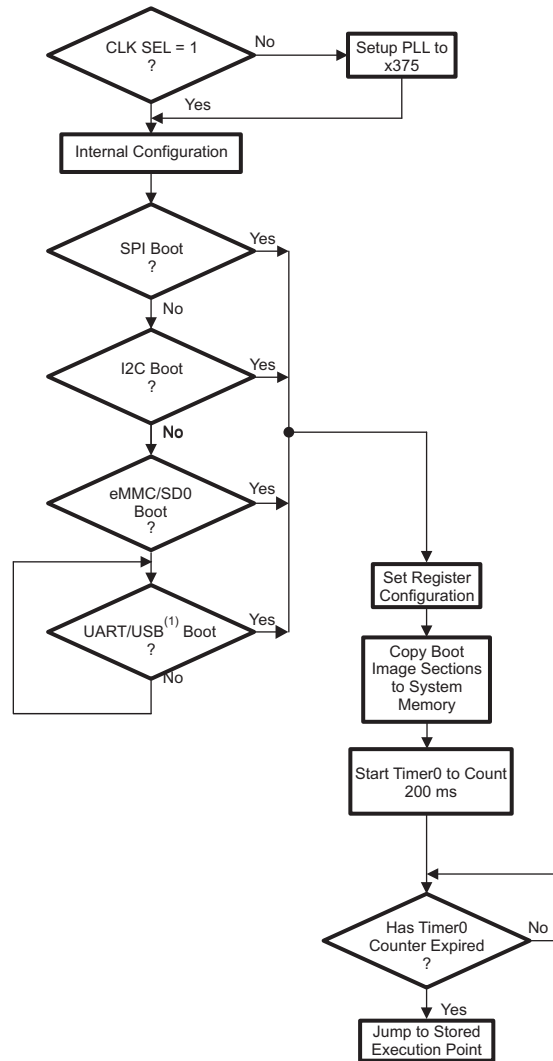 CLK SEL = 1
?
No
Setup PLL to
x375
Yes
Internal Configuration
SPI Boot
?
Yes
No
I2C Boot
?
Yes
No
eMMC/SD0
Boot
?
Yes
UART/USB(1) Boot
?
Yes
No
Set Register
Configuration
Copy Boot
Image Sections
to System
Memory
Start Timer0 to Count
200 ms
Has Timer0
Counter Expired
?
No
Yes
Jump to Stored
Execution Point